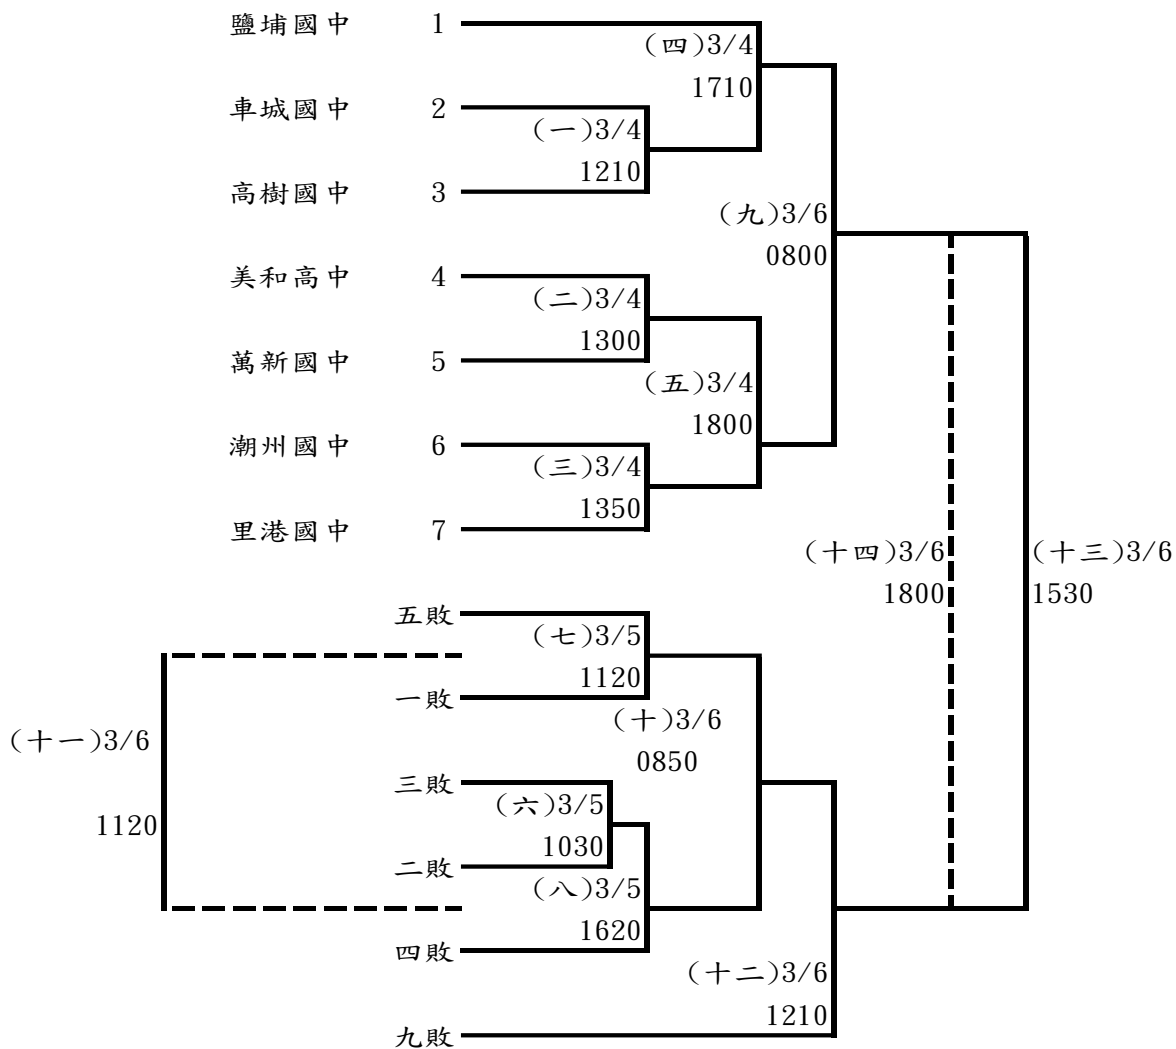 鹽埔國中 1
(四)3/4
1710
車城國中 2
(一)3/4
1210
高樹國中 3
(九)3/6
0800
美和高中 4
(二)3/4
1300
萬新國中 5
(五)3/4
1800
潮州國中 6
(三)3/4
1350
里港國中 7
(十四)3/6
1800
(十三)3/6
1530
五敗
(七)3/5
1120
一敗
(十)3/6
0850
(十一)3/6
1120
三敗
(六)3/5
1030
二敗
(八)3/5
1620
四敗
(十二)3/6
1210
九敗